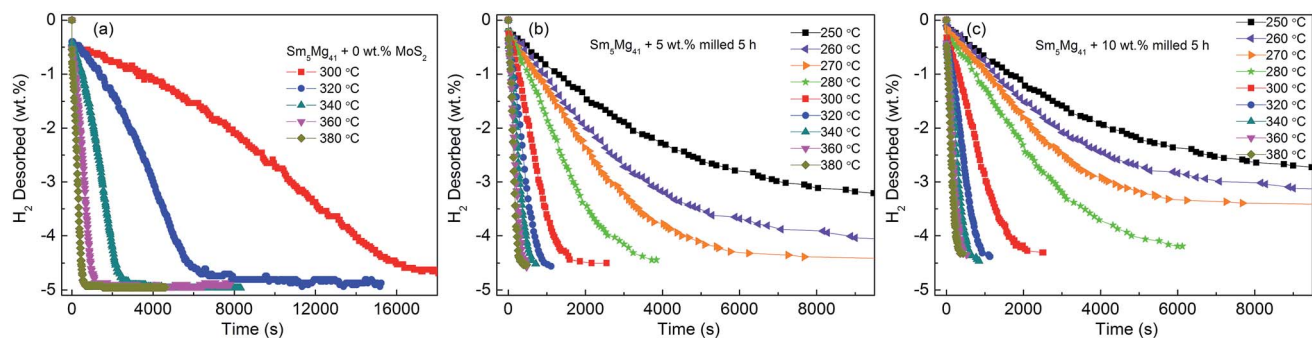 (a)
Sm₅Mg₄₁ + 0 wt.% MoS₂
300 °C
320 °C
340 °C
360 °C
380 °C
H₂ Desorbed (wt.%)
0
-1
-2
-3
-4
-5
0 4000 8000 12000 16000
Time (s)
(b)
Sm₅Mg₄₁ + 5 wt.% milled 5 h
250 °C
260 °C
270 °C
280 °C
300 °C
320 °C
340 °C
360 °C
380 °C
H₂ Desorbed (wt.%)
0
-1
-2
-3
-4
-5
0 2000 4000 6000 8000
Time (s)
(c)
Sm₅Mg₄₁ + 10 wt.% milled 5 h
250 °C
260 °C
270 °C
280 °C
300 °C
320 °C
340 °C
360 °C
380 °C
H₂ Desorbed (wt.%)
0
-1
-2
-3
-4
-5
0 2000 4000 6000 8000
Time (s)